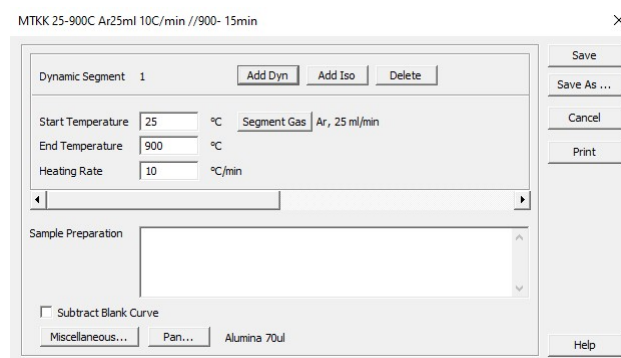 MTKK 25-900C Ar25ml 10C/min //900- 15min
Dynamic Segment 1 Add Dyn Add Iso Delete
Start Temperature 25 °C Segment Gas Ar, 25 ml/min
End Temperature 900 °C
Heating Rate 10 °C/min
Sample Preparation
Subtract Blank Curve
Miscellaneous... Pan... Alumina 70ul
Save
Save As ...
Cancel
Print
Help